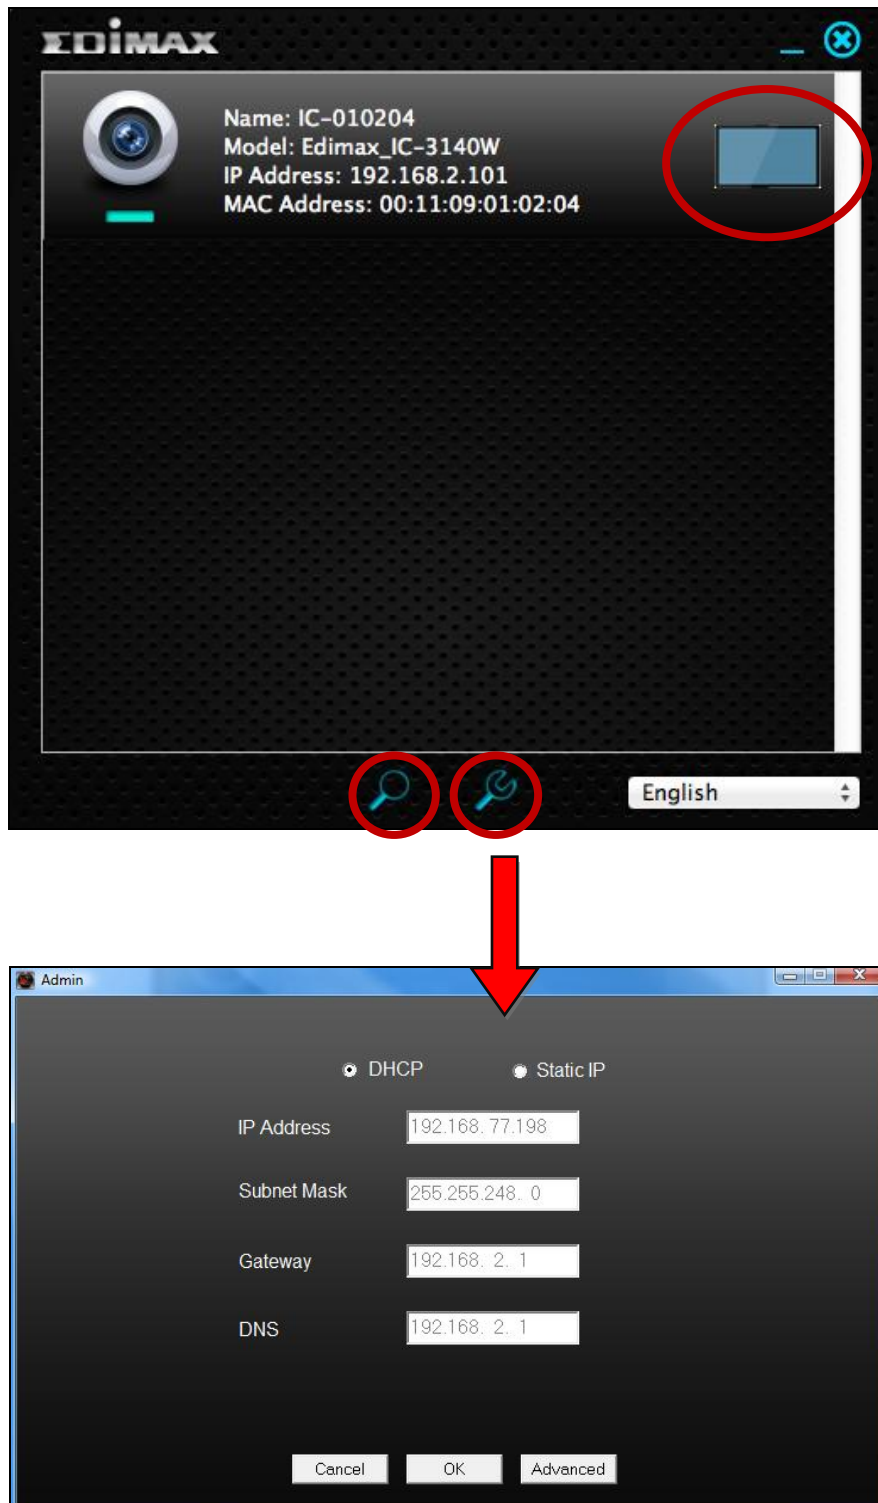 EDiMAX
Name: IC-010204
Model: Edimax_IC-3140W
IP Address: 192.168.2.101
MAC Address: 00:11:09:01:02:04
English
Admin
DHCP Static IP
IP Address 192.168. 77.198
Subnet Mask 255.255.248. 0
Gateway 192.168. 2. 1
DNS 192.168. 2. 1
Cancel OK Advanced